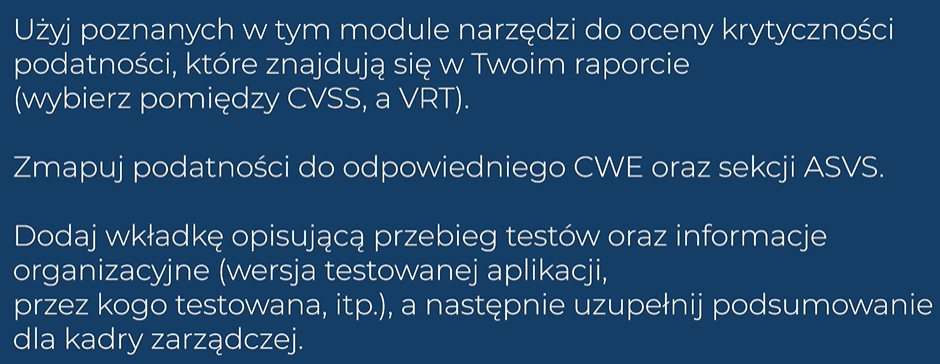 Użyj poznanych w tym module narzędzi do oceny krytyczności
podatności, które znajdują się w Twoim raporcie
(wybierz pomiędzy CVSS, a VRT).
Zmapuj podatności do odpowiedniego CWE oraz sekcji ASVS.
Dodaj wkładkę opisującą przebieg testów oraz informacje
organizacyjne (wersja testowanej aplikacji,
przez kogo testowana, itp.), a następnie uzupełnij podsumowanie
dla kadry zarządczej.